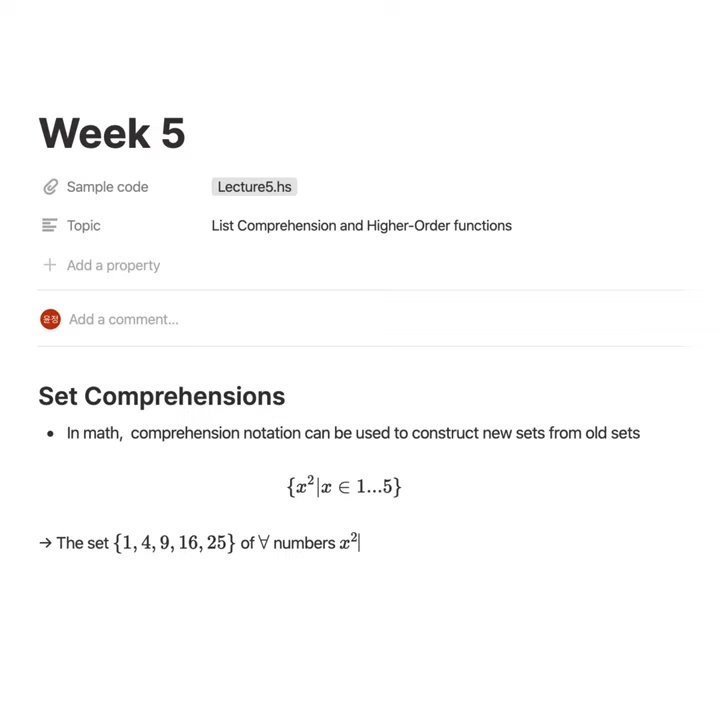 Week 5
Sample code Lecture5.hs
Topic List Comprehension and Higher-Order functions
Add a property
윤정 Add a comment...
Set Comprehensions
• In math, comprehension notation can be used to construct new sets from old sets
{x²|x ∈ 1...5}
→ The set {1, 4, 9, 16, 25} of ∀ numbers x²